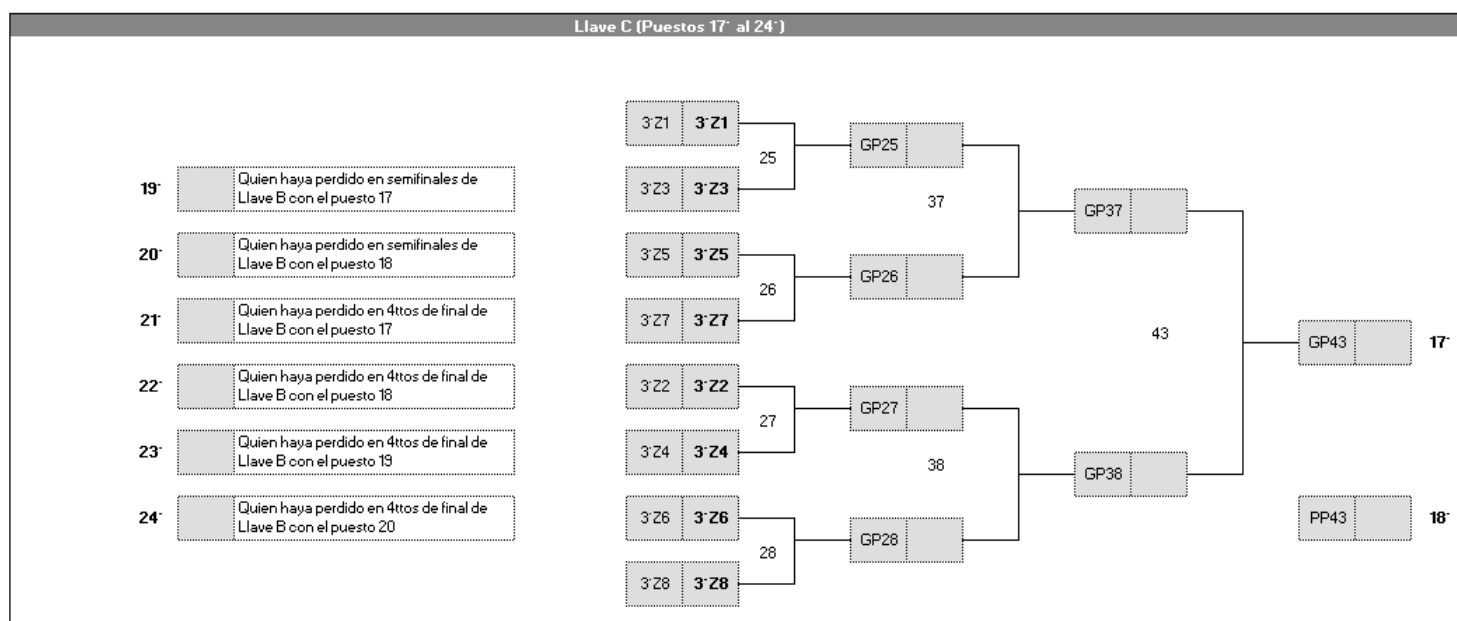 Llave C (Puestos 17· al 24·)
3·Z1 3·Z1
25
GP25
19·
Quien haya perdido en semifinales de
Llave B con el puesto 17
3·Z3 3·Z3
37
GP37
20·
Quien haya perdido en semifinales de
Llave B con el puesto 18
3·Z5 3·Z5
26
GP26
21·
Quien haya perdido en 4ttos de final de
Llave B con el puesto 17
3·Z7 3·Z7
43
GP43
17·
22·
Quien haya perdido en 4ttos de final de
Llave B con el puesto 18
3·Z2 3·Z2
27
GP27
23·
Quien haya perdido en 4ttos de final de
Llave B con el puesto 19
3·Z4 3·Z4
38
GP38
24·
Quien haya perdido en 4ttos de final de
Llave B con el puesto 20
3·Z6 3·Z6
28
GP28
PP43
18·
3·Z8 3·Z8